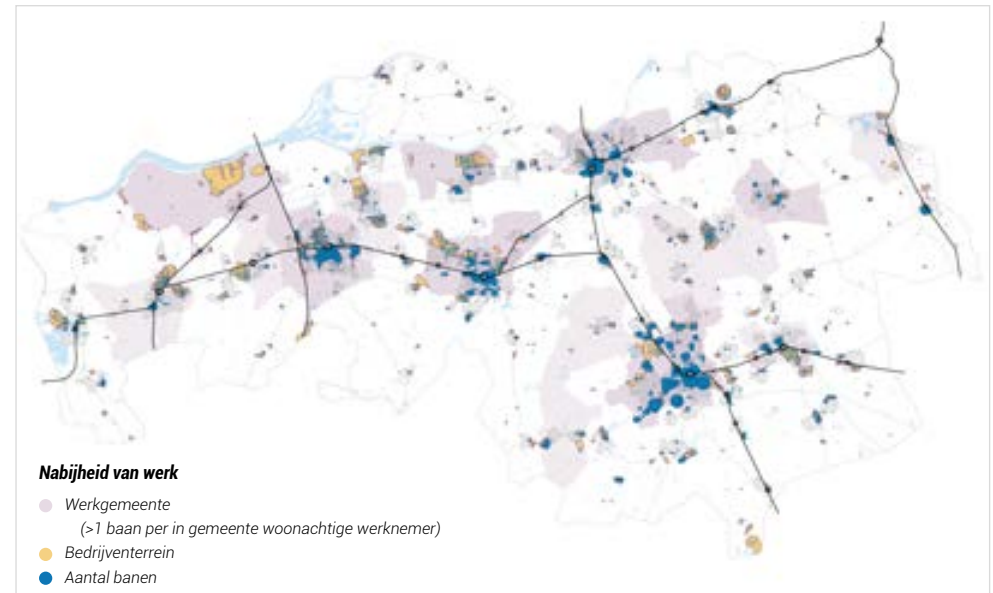 Nabijheid van werk
Werkgemeente
(>1 baan per in gemeente woonachtige werknemer)
Bedrijventerrein
Aantal banen